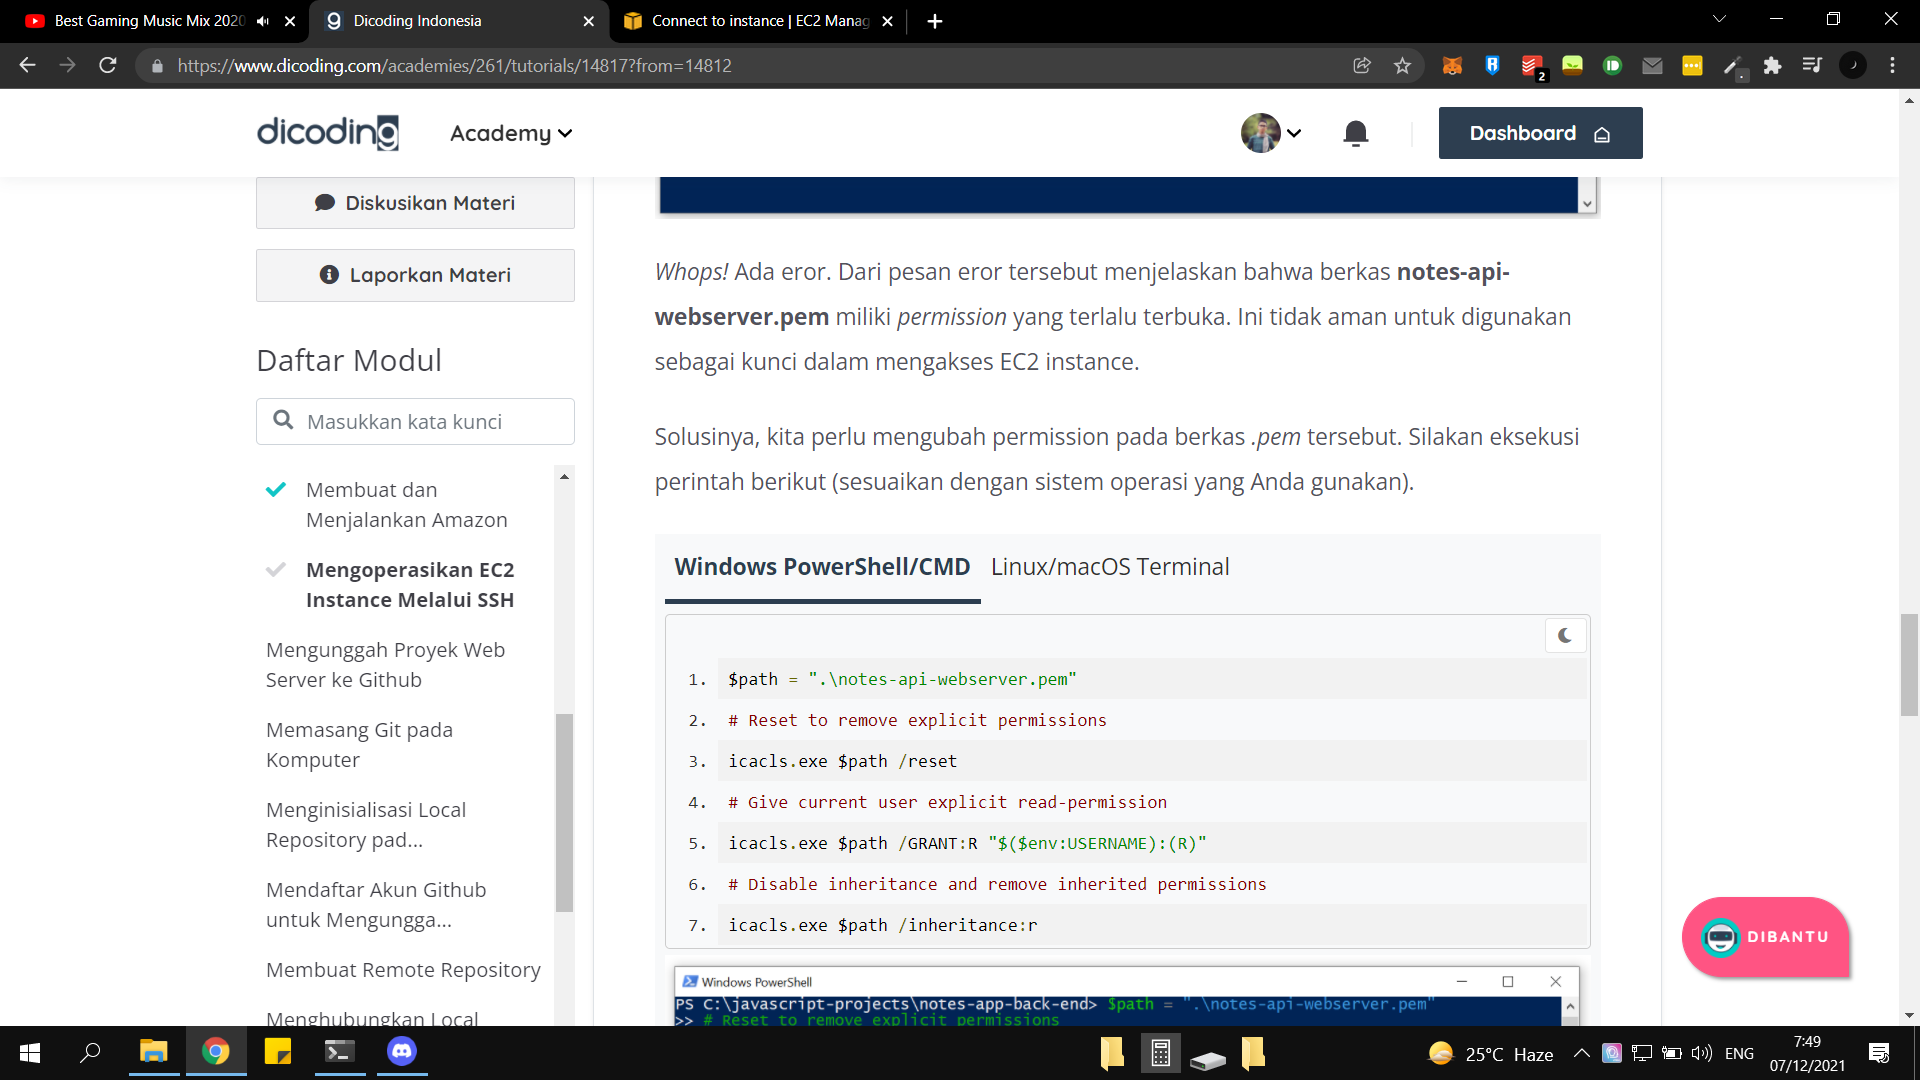 Best Gaming Music Mix 2020
Dicoding Indonesia
Connect to instance | EC2 Manag
https://www.dicoding.com/academies/261/tutorials/14817?from=14812
2
dicoding
Academy
Dashboard
Diskusikan Materi
Laporkan Materi
Daftar Modul
Masukkan kata kunci
Membuat dan
Menjalankan Amazon
Mengoperasikan EC2
Instance Melalui SSH
Mengunggah Proyek Web
Server ke Github
Memasang Git pada
Komputer
Menginisialisasi Local
Repository pad...
Mendaftar Akun Github
untuk Mengungga...
Membuat Remote Repository
Menghubungkan Local
Whops! Ada eror. Dari pesan eror tersebut menjelaskan bahwa berkas notes-api-
webserver.pem miliki permission yang terlalu terbuka. Ini tidak aman untuk digunakan
sebagai kunci dalam mengakses EC2 instance.
Solusinya, kita perlu mengubah permission pada berkas .pem tersebut. Silakan eksekusi
perintah berikut (sesuaikan dengan sistem operasi yang Anda gunakan).
Windows PowerShell/CMD Linux/macOS Terminal
1. $path = ".\notes-api-webserver.pem"
2. # Reset to remove explicit permissions
3. icacls.exe $path /reset
4. # Give current user explicit read-permission
5. icacls.exe $path /GRANT:R "$($env:USERNAME):(R)"
6. # Disable inheritance and remove inherited permissions
7. icacls.exe $path /inheritance:r
Windows PowerShell
PS C:\javascript-projects\notes-app-back-end> $path = ".\notes-api-webserver.pem"
>> # Reset to remove explicit permissions
DIBANTU
25°C Haze
ENG
7:49
07/12/2021